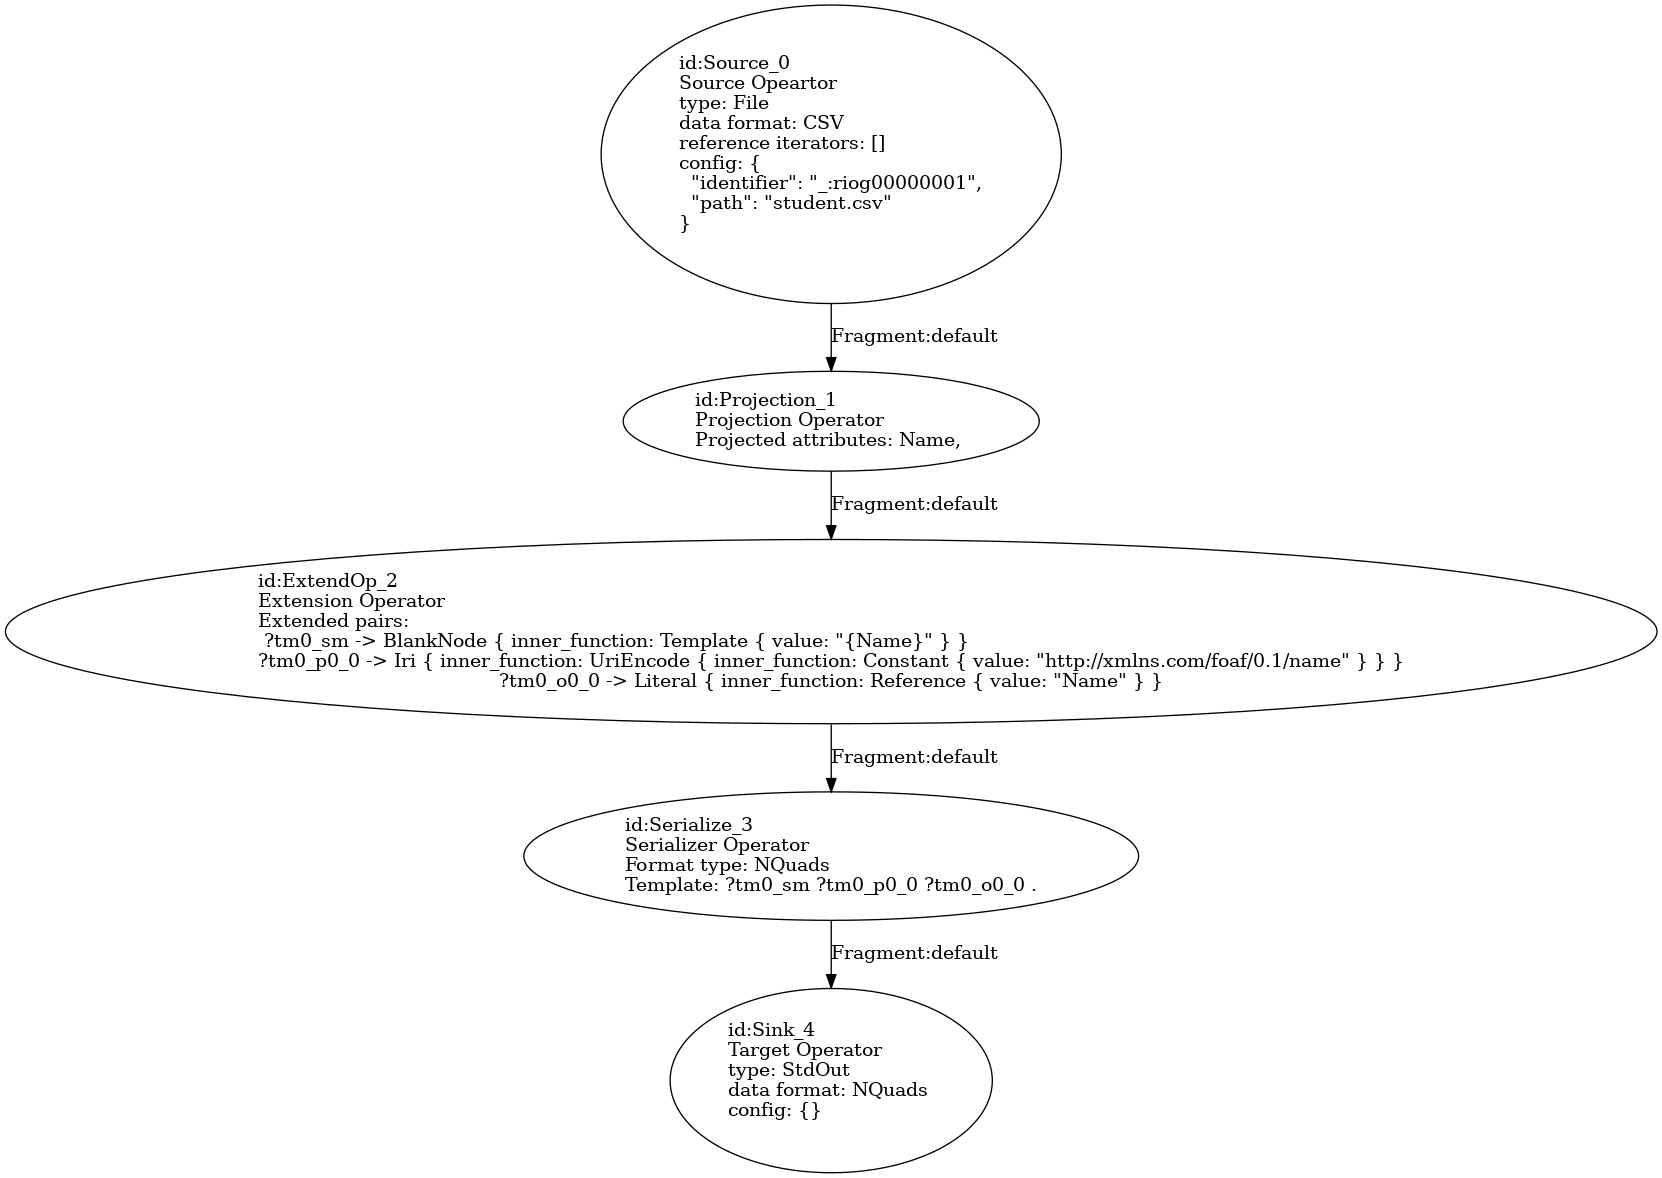 id:Source_0
Source Opeartor
type: File
data format: CSV
reference iterators: []
config: {
  "identifier": "_:riog00000001",
  "path": "student.csv"
}
Fragment:default
id:Projection_1
Projection Operator
Projected attributes: Name,
Fragment:default
id:ExtendOp_2
Extension Operator
Extended pairs:
 ?tm0_sm -> BlankNode { inner_function: Template { value: "{Name}" } }
?tm0_p0_0 -> Iri { inner_function: UriEncode { inner_function: Constant { value: "http://xmlns.com/foaf/0.1/name" } } }
?tm0_o0_0 -> Literal { inner_function: Reference { value: "Name" } }
Fragment:default
id:Serialize_3
Serializer Operator
Format type: NQuads
Template: ?tm0_sm ?tm0_p0_0 ?tm0_o0_0 .
Fragment:default
id:Sink_4
Target Operator
type: StdOut
data format: NQuads
config: {}